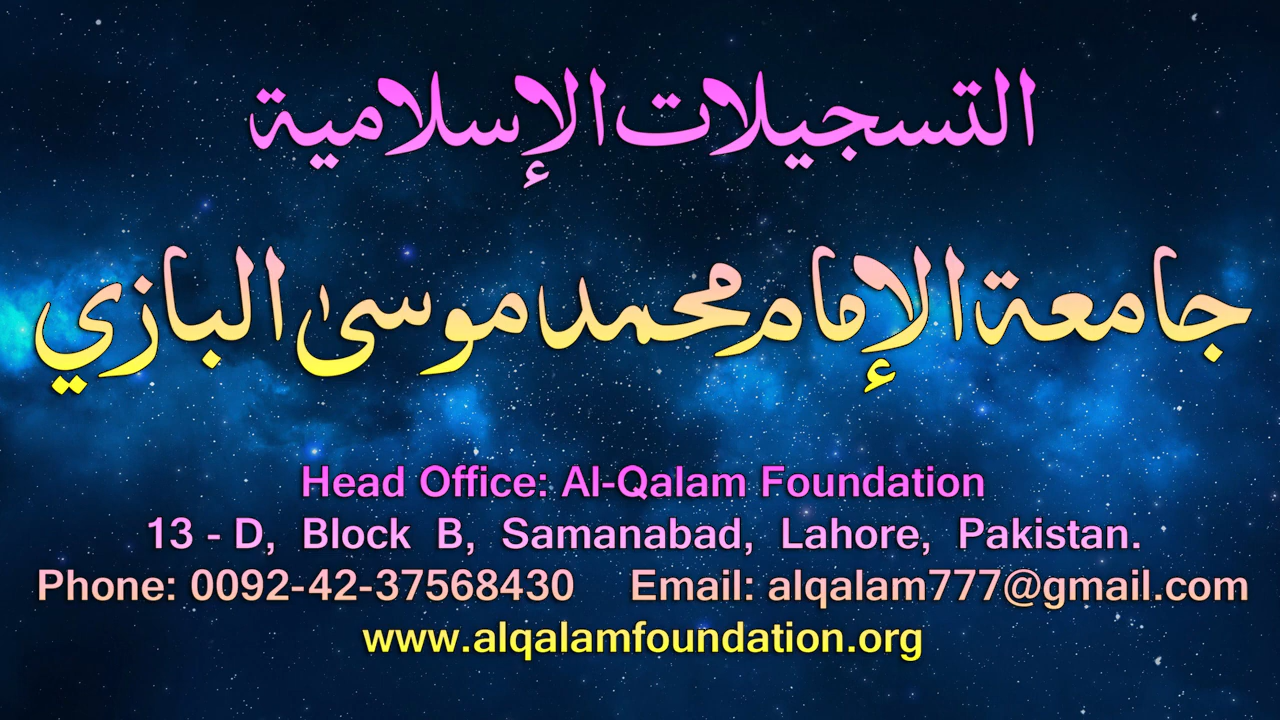 التسجيلات الإسلامية
جامعة الإمام محمد موسىٰ البازي
Head Office: Al-Qalam Foundation
13 - D, Block B, Samanabad, Lahore, Pakistan.
Phone: 0092-42-37568430 Email: alqalam777@gmail.com
www.alqalamfoundation.org